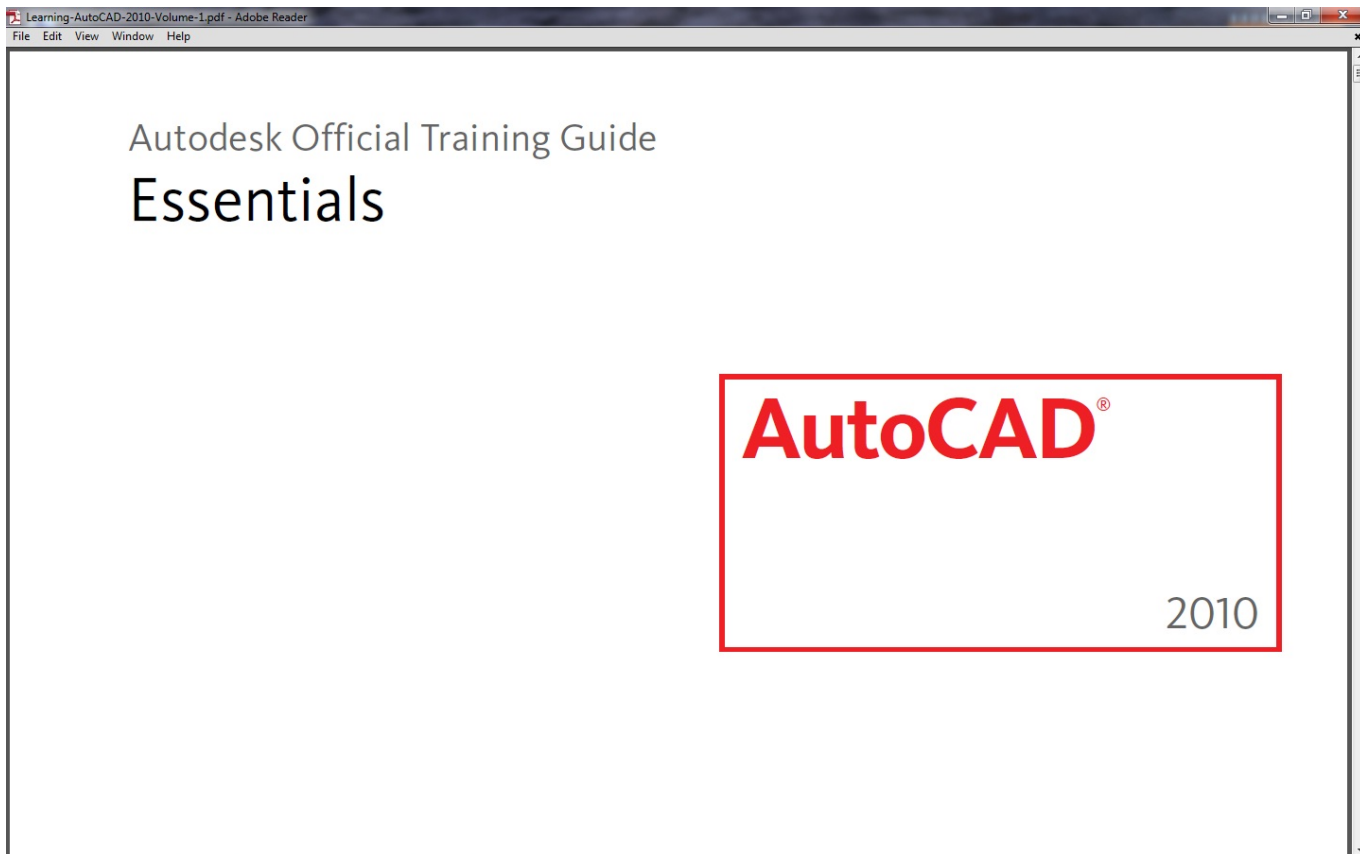 Learning-AutoCAD-2010-Volume-1.pdf - Adobe Reader
File Edit View Window Help
Autodesk Official Training Guide
Essentials
AutoCAD®
2010